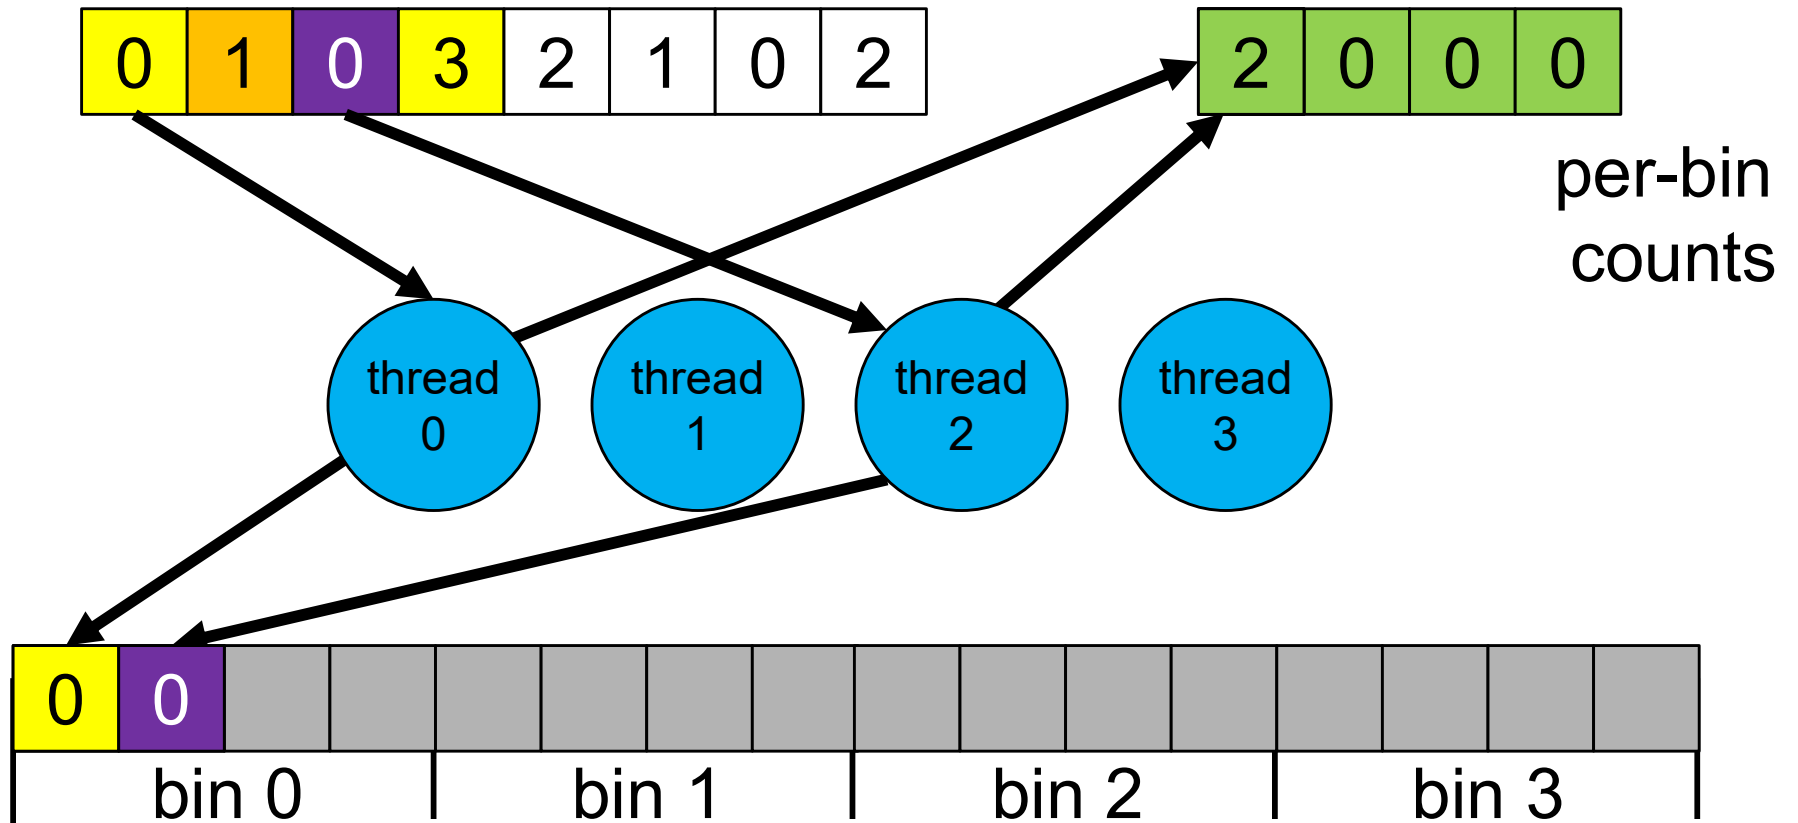 0 1 0 3 2 1 0 2
2 0 0 0
per-bin
counts
thread
0
thread
1
thread
2
thread
3
0 0
bin 0 bin 1 bin 2 bin 3